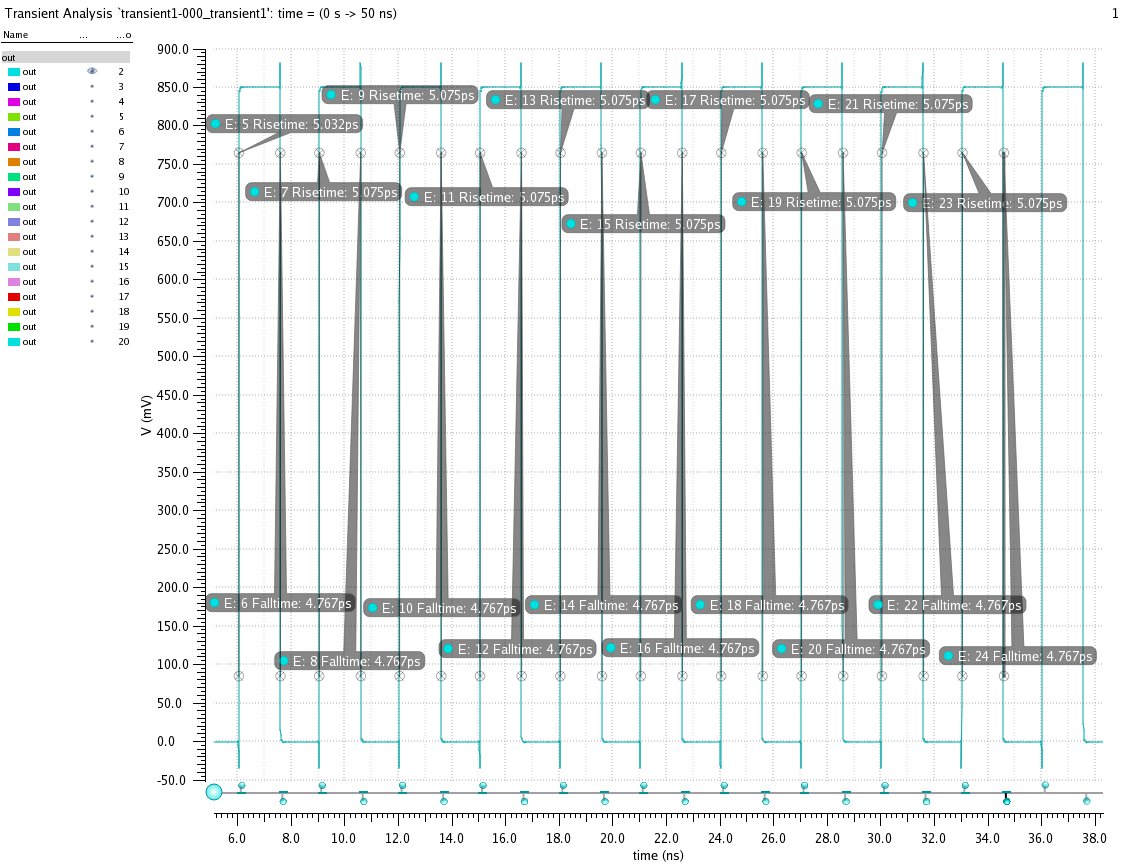 Transient Analysis `transient1-000_transient1': time = (0 s -> 50 ns)
1
Name ... ...o
out
out 2
out 3
out 4
out 5
out 6
out 7
out 8
out 9
out 10
out 11
out 12
out 13
out 14
out 15
out 16
out 17
out 18
out 19
out 20
V (mV)
900.0
850.0
800.0
750.0
700.0
650.0
600.0
550.0
500.0
450.0
400.0
350.0
300.0
250.0
200.0
150.0
100.0
50.0
0.0
-50.0
E: 9 Risetime: 5.075ps
E: 13 Risetime: 5.075ps
E: 17 Risetime: 5.075ps
E: 21 Risetime: 5.075ps
E: 5 Risetime: 5.032ps
E: 7 Risetime: 5.075ps
E: 11 Risetime: 5.075ps
E: 19 Risetime: 5.075ps
E: 23 Risetime: 5.075ps
E: 15 Risetime: 5.075ps
E: 6 Falltime: 4.767ps
E: 10 Falltime: 4.767ps
E: 14 Falltime: 4.767ps
E: 18 Falltime: 4.767ps
E: 22 Falltime: 4.767ps
E: 8 Falltime: 4.767ps
E: 12 Falltime: 4.767ps
E: 16 Falltime: 4.767ps
E: 20 Falltime: 4.767ps
E: 24 Falltime: 4.767ps
6.0 8.0 10.0 12.0 14.0 16.0 18.0 20.0 22.0 24.0 26.0 28.0 30.0 32.0 34.0 36.0 38.0
time (ns)